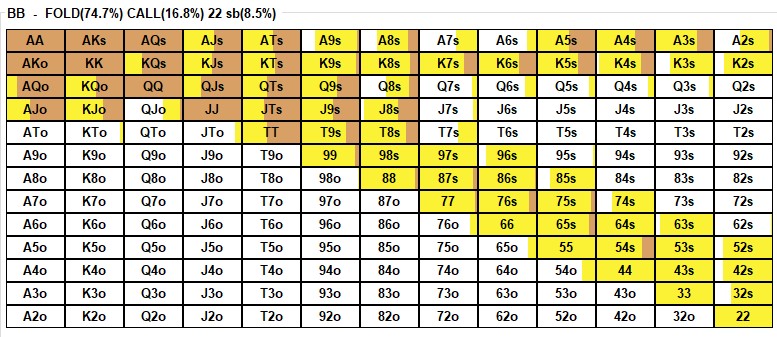 BB - FOLD(74.7%) CALL(16.8%) 22 sb(8.5%)
AA AKs AQs AJs ATs A9s A8s A7s A6s A5s A4s A3s A2s
AKo KK KQs KJs KTs K9s K8s K7s K6s K5s K4s K3s K2s
AQo KQo QQ QJs QTs Q9s Q8s Q7s Q6s Q5s Q4s Q3s Q2s
AJo KJo QJo JJ JTs J9s J8s J7s J6s J5s J4s J3s J2s
ATo KTo QTo JTo TT T9s T8s T7s T6s T5s T4s T3s T2s
A9o K9o Q9o J9o T9o 99 98s 97s 96s 95s 94s 93s 92s
A8o K8o Q8o J8o T8o 98o 88 87s 86s 85s 84s 83s 82s
A7o K7o Q7o J7o T7o 97o 87o 77 76s 75s 74s 73s 72s
A6o K6o Q6o J6o T6o 96o 86o 76o 66 65s 64s 63s 62s
A5o K5o Q5o J5o T5o 95o 85o 75o 65o 55 54s 53s 52s
A4o K4o Q4o J4o T4o 94o 84o 74o 64o 54o 44 43s 42s
A3o K3o Q3o J3o T3o 93o 83o 73o 63o 53o 43o 33 32s
A2o K2o Q2o J2o T2o 92o 82o 72o 62o 52o 42o 32o 22